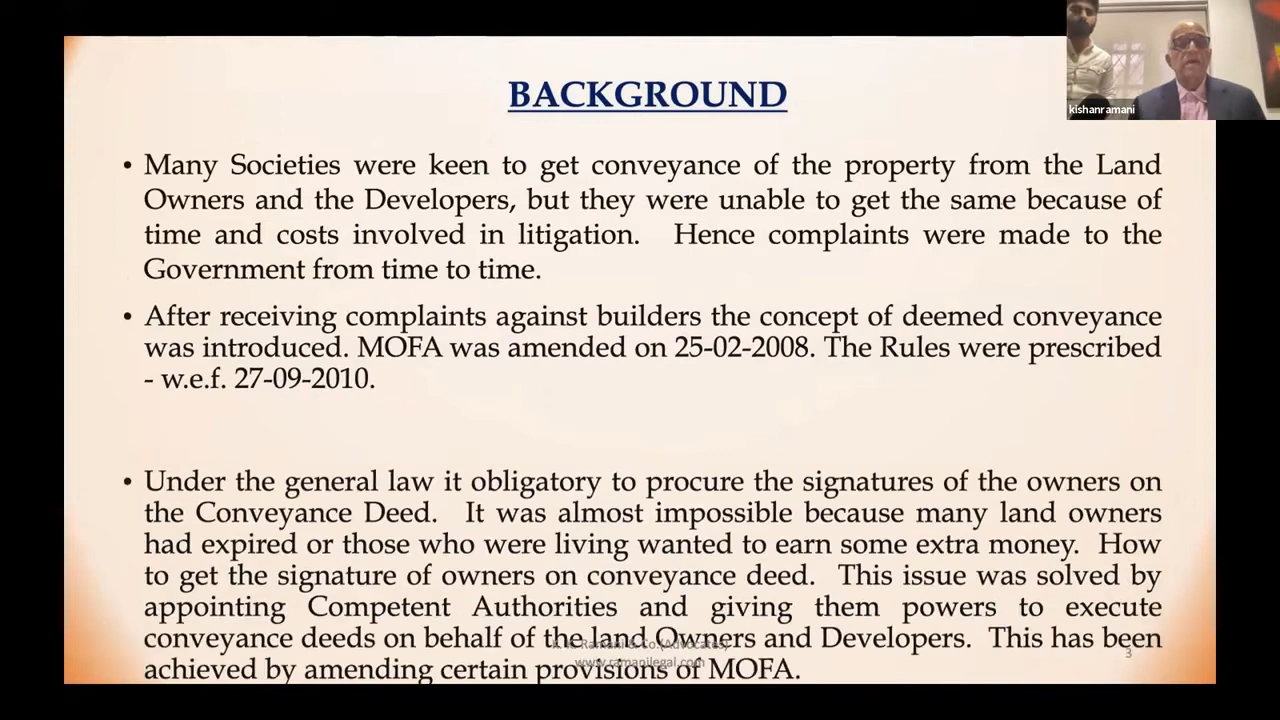 BACKGROUND
kishanramani
• Many Societies were keen to get conveyance of the property from the Land
Owners and the Developers, but they were unable to get the same because of
time and costs involved in litigation. Hence complaints were made to the
Government from time to time.
• After receiving complaints against builders the concept of deemed conveyance
was introduced. MOFA was amended on 25-02-2008. The Rules were prescribed
- w.e.f. 27-09-2010.
• Under the general law it obligatory to procure the signatures of the owners on
the Conveyance Deed. It was almost impossible because many land owners
had expired or those who were living wanted to earn some extra money. How
to get the signature of owners on conveyance deed. This issue was solved by
appointing Competent Authorities and giving them powers to execute
conveyance deeds on behalf of the land Owners and Developers. This has been
achieved by amending certain provisions of MOFA.
Ramani & Co.(Advocates)
www.ramanilegal.com
3